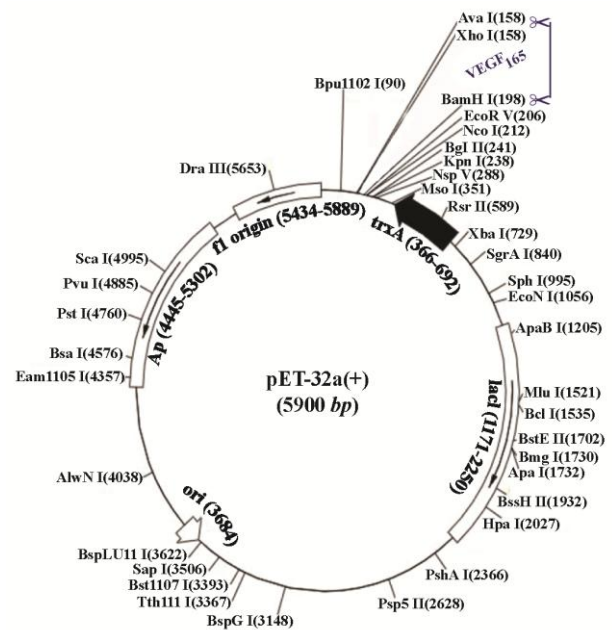 Ava I(158)
Xho I(158)
VEGF165
Bpu1102 I(90)
BamH I(198)
EcoR V(206)
Nco I(212)
BgI II(241)
Kpn I(238)
Nsp V(288)
Mso I(351)
Rsr II(589)
Dra III(5653)
f1 origin (5434-5889)
trxA (366-692)
Xba I(729)
SgrA I(840)
Sph I(995)
EcoN I(1056)
ApaB I(1205)
Sca I(4995)
Pvu I(4885)
Pst I(4760)
Bsa I(4576)
Eam1105 I(4357)
Ap (4445-5302)
pET-32a(+)
(5900 bp)
lacI (1171-2250)
Mlu I(1521)
Bcl I(1535)
BstE II(1702)
Bmg I(1730)
Apa I(1732)
BssH II(1932)
Hpa I(2027)
AlwN I(4038)
ori (3684)
BspLU11 I(3622)
Sap I(3506)
Bst1107 I(3393)
Tth111 I(3367)
BspG I(3148)
PshA I(2366)
Psp5 II(2628)